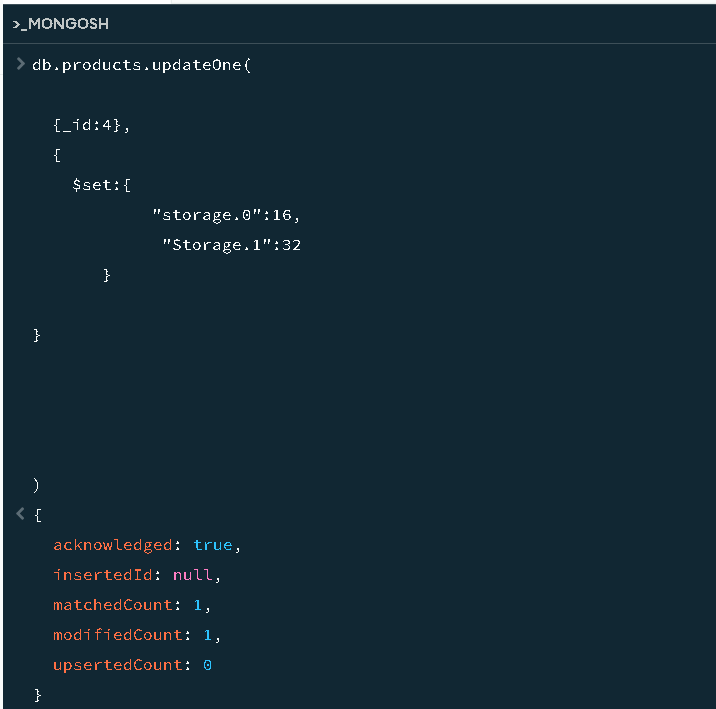 >_MONGOSH
> db.products.updateOne(
{_id:4},
{
$set:{
"storage.0":16,
"Storage.1":32
}
}
)
< {
acknowledged: true,
insertedId: null,
matchedCount: 1,
modifiedCount: 1,
upsertedCount: 0
}